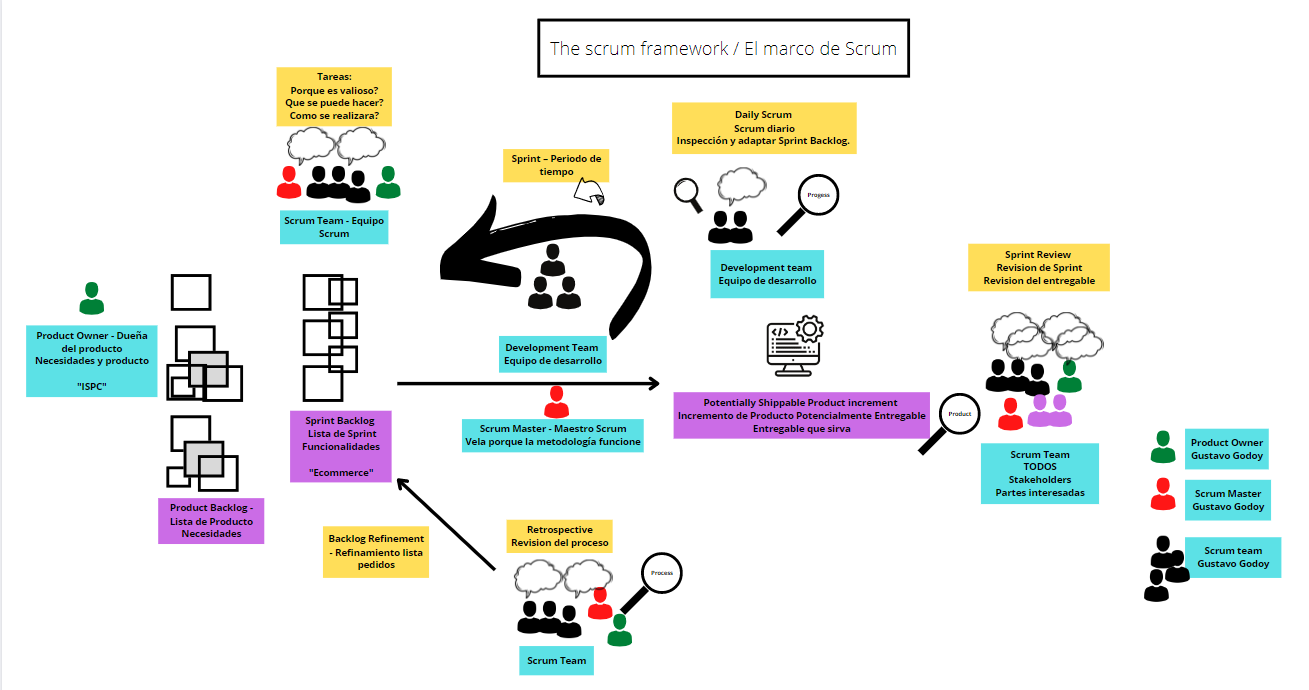 The scrum framework / El marco de Scrum
Tareas:
Porque es valioso?
Que se puede hacer?
Como se realizara?
Scrum Team - Equipo
Scrum
Sprint – Periodo de
tiempo
Daily Scrum
Scrum diario
Inspección y adaptar Sprint Backlog.
Progess
Development team
Equipo de desarrollo
Sprint Review
Revision de Sprint
Revision del entregable
Product Owner - Dueña
del producto
Necesidades y producto
"ISPC"
Development Team
Equipo de desarrollo
Scrum Master - Maestro Scrum
Vela porque la metodología funcione
Potentially Shippable Product increment
Incremento de Producto Potencialmente Entregable
Entregable que sirva
Product
Scrum Team
TODOS
Stakeholders
Partes interesadas
Sprint Backlog
Lista de Sprint
Funcionalidades
"Ecommerce"
Product Backlog -
Lista de Producto
Necesidades
Backlog Refinement
- Refinamiento lista
pedidos
Retrospective
Revision del proceso
Process
Scrum Team
Product Owner
Gustavo Godoy
Scrum Master
Gustavo Godoy
Scrum team
Gustavo Godoy